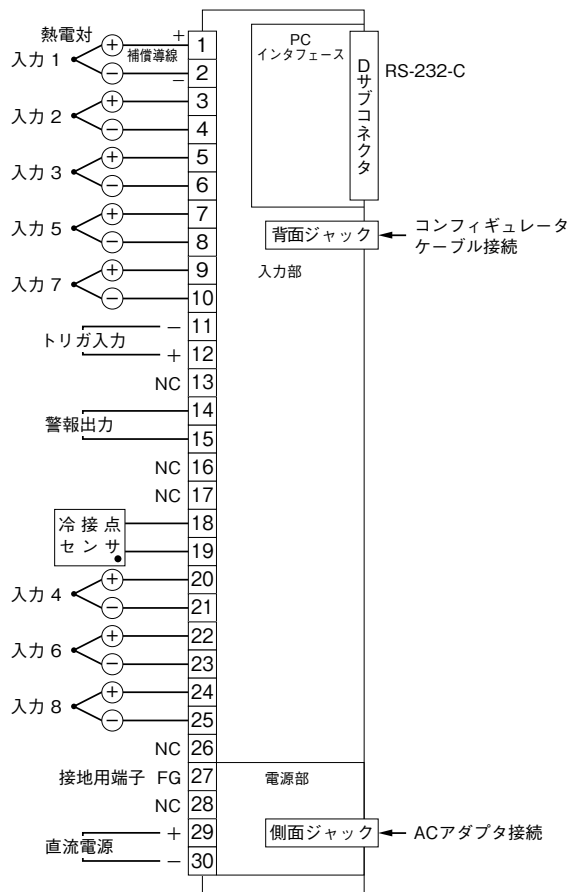 熱電対
入力 1
+ + 1
補償導線
− − 2
入力 2
+ 3
− 4
入力 3
+ 5
− 6
入力 5
+ 7
− 8
入力 7
+ 9
− 10
トリガ入力
− 11
+ 12
NC 13
警報出力
14
15
NC 16
NC 17
冷接点
センサ
18
19
入力 4
+ 20
− 21
入力 6
+ 22
− 23
入力 8
+ 24
− 25
NC 26
接地用端子 FG 27
NC 28
直流電源
+ 29
− 30
PC
インタフェース
Dサブコネクタ
RS-232-C
背面ジャック
コンフィギュレータ
ケーブル接続
入力部
電源部
側面ジャック
ACアダプタ接続